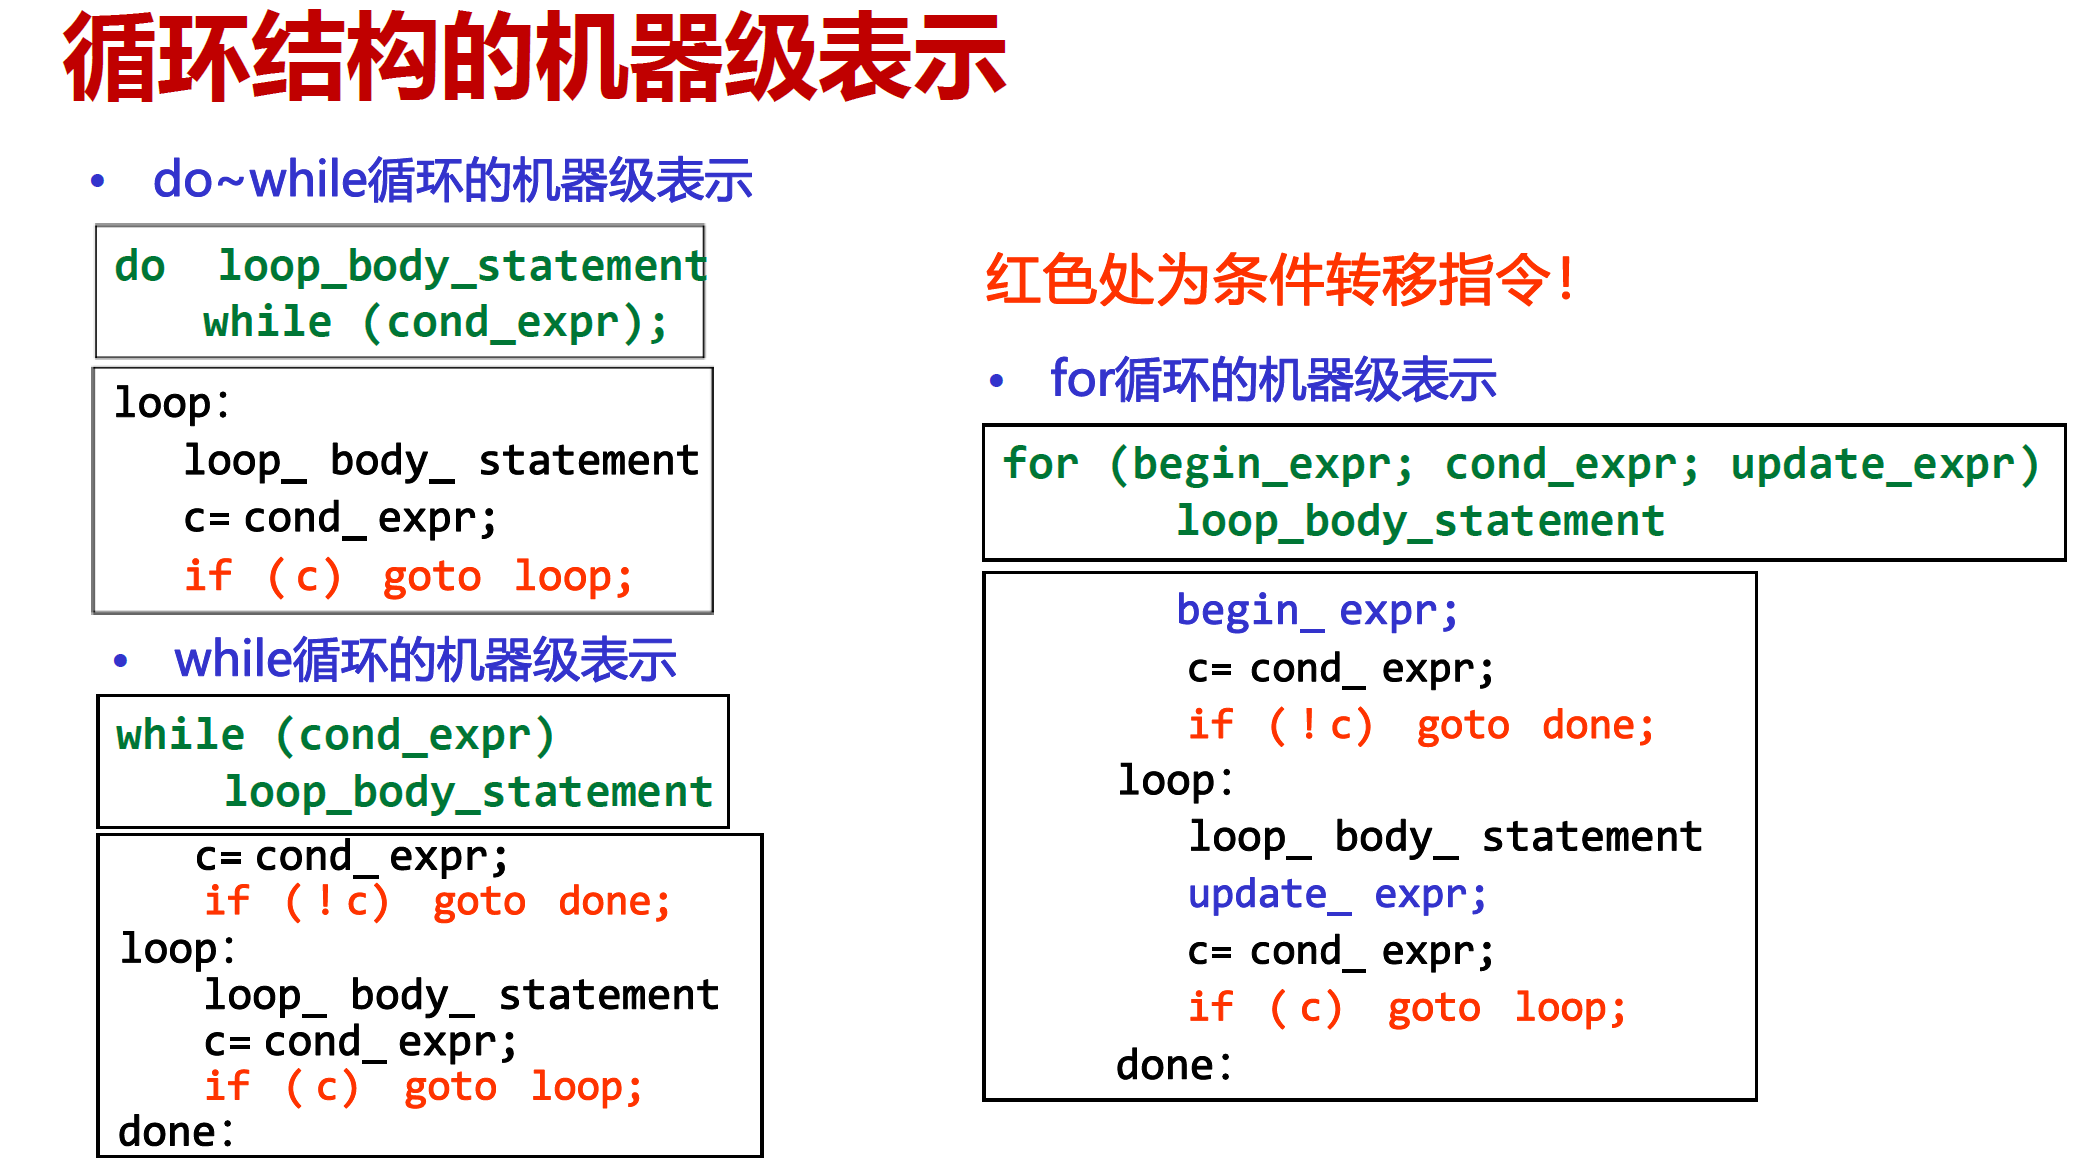 循环结构的机器级表示
• do~while循环的机器级表示
do loop_body_statement
while (cond_expr);
loop:
loop_ body_ statement
c= cond_ expr;
if (c) goto loop;
• while循环的机器级表示
while (cond_expr)
loop_body_statement
c= cond_ expr;
if (!c) goto done;
loop:
loop_ body_ statement
c= cond_ expr;
if (c) goto loop;
done:
红色处为条件转移指令!
• for循环的机器级表示
for (begin_expr; cond_expr; update_expr)
loop_body_statement
begin_ expr;
c= cond_ expr;
if (!c) goto done;
loop:
loop_ body_ statement
update_ expr;
c= cond_ expr;
if (c) goto loop;
done: